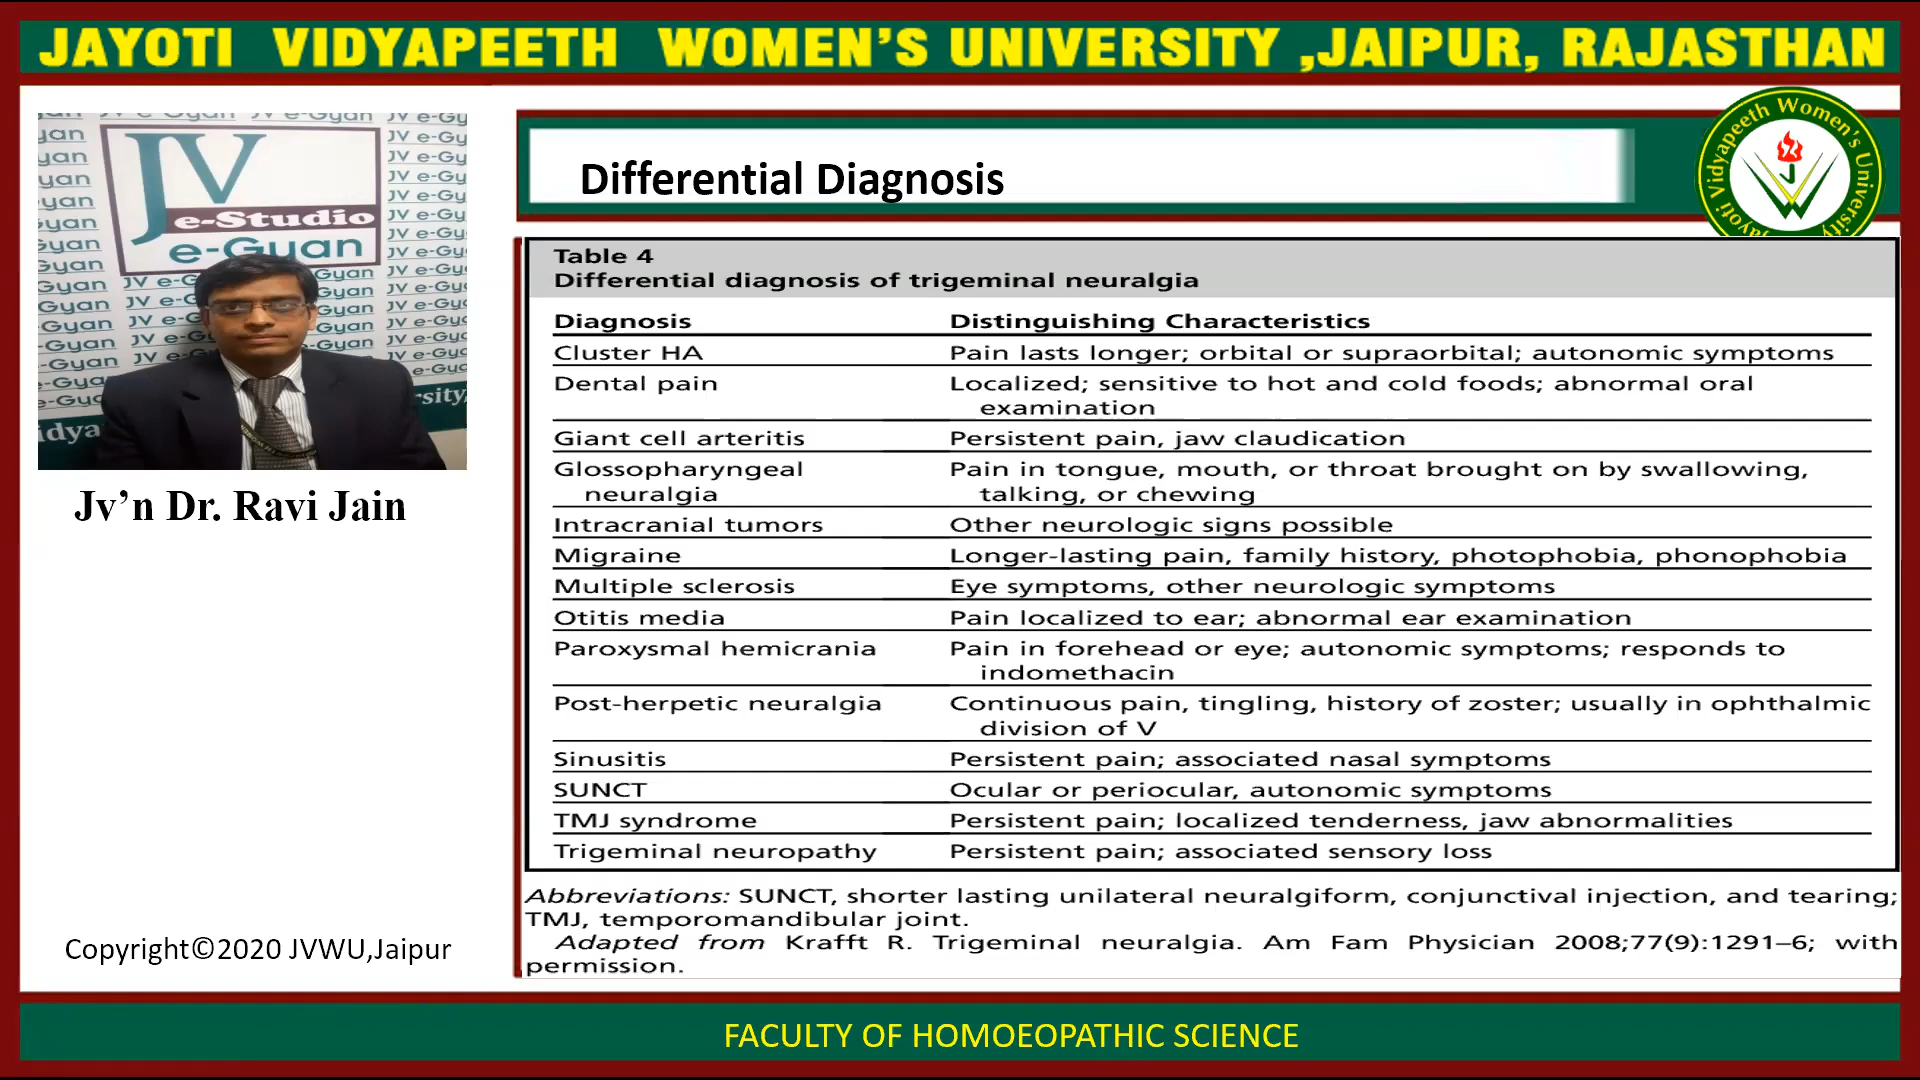 JAYOTI VIDYAPEETH WOMEN'S UNIVERSITY ,JAIPUR, RAJASTHAN
JV
e-Studio
e-Gyan
JV e-Gyan
Jv'n Dr. Ravi Jain
Copyright©2020 JVWU,Jaipur
Differential Diagnosis
Jayoti Vidyapeeth Women's University
Table 4
Differential diagnosis of trigeminal neuralgia
Diagnosis Distinguishing Characteristics
Cluster HA Pain lasts longer; orbital or supraorbital; autonomic symptoms
Dental pain Localized; sensitive to hot and cold foods; abnormal oral
examination
Giant cell arteritis Persistent pain, jaw claudication
Glossopharyngeal Pain in tongue, mouth, or throat brought on by swallowing,
neuralgia talking, or chewing
Intracranial tumors Other neurologic signs possible
Migraine Longer-lasting pain, family history, photophobia, phonophobia
Multiple sclerosis Eye symptoms, other neurologic symptoms
Otitis media Pain localized to ear; abnormal ear examination
Paroxysmal hemicrania Pain in forehead or eye; autonomic symptoms; responds to
indomethacin
Post-herpetic neuralgia Continuous pain, tingling, history of zoster; usually in ophthalmic
division of V
Sinusitis Persistent pain; associated nasal symptoms
SUNCT Ocular or periocular, autonomic symptoms
TMJ syndrome Persistent pain; localized tenderness, jaw abnormalities
Trigeminal neuropathy Persistent pain; associated sensory loss
Abbreviations: SUNCT, shorter lasting unilateral neuralgiform, conjunctival injection, and tearing;
TMJ, temporomandibular joint.
Adapted from Krafft R. Trigeminal neuralgia. Am Fam Physician 2008;77(9):1291–6; with
permission.
FACULTY OF HOMOEOPATHIC SCIENCE